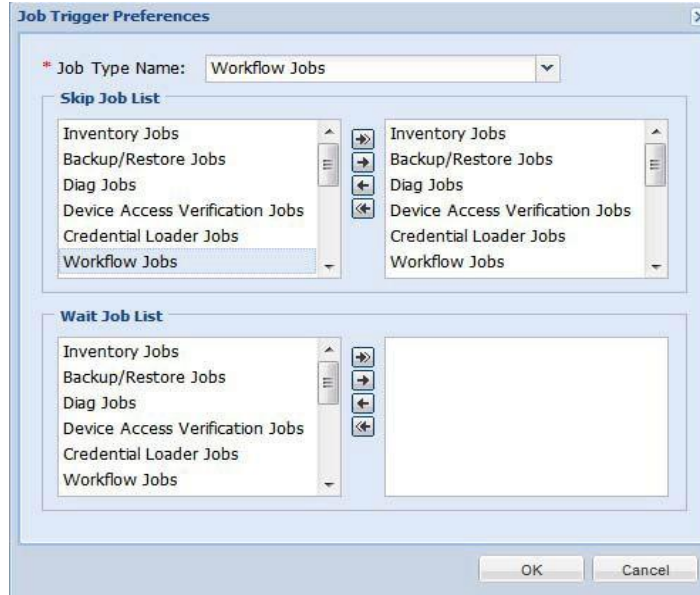 Job Trigger Preferences
* Job Type Name: Workflow Jobs
Skip Job List
Inventory Jobs
Backup/Restore Jobs
Diag Jobs
Device Access Verification Jobs
Credential Loader Jobs
Workflow Jobs
Inventory Jobs
Backup/Restore Jobs
Diag Jobs
Device Access Verification Jobs
Credential Loader Jobs
Workflow Jobs
Wait Job List
Inventory Jobs
Backup/Restore Jobs
Diag Jobs
Device Access Verification Jobs
Credential Loader Jobs
Workflow Jobs
OK Cancel